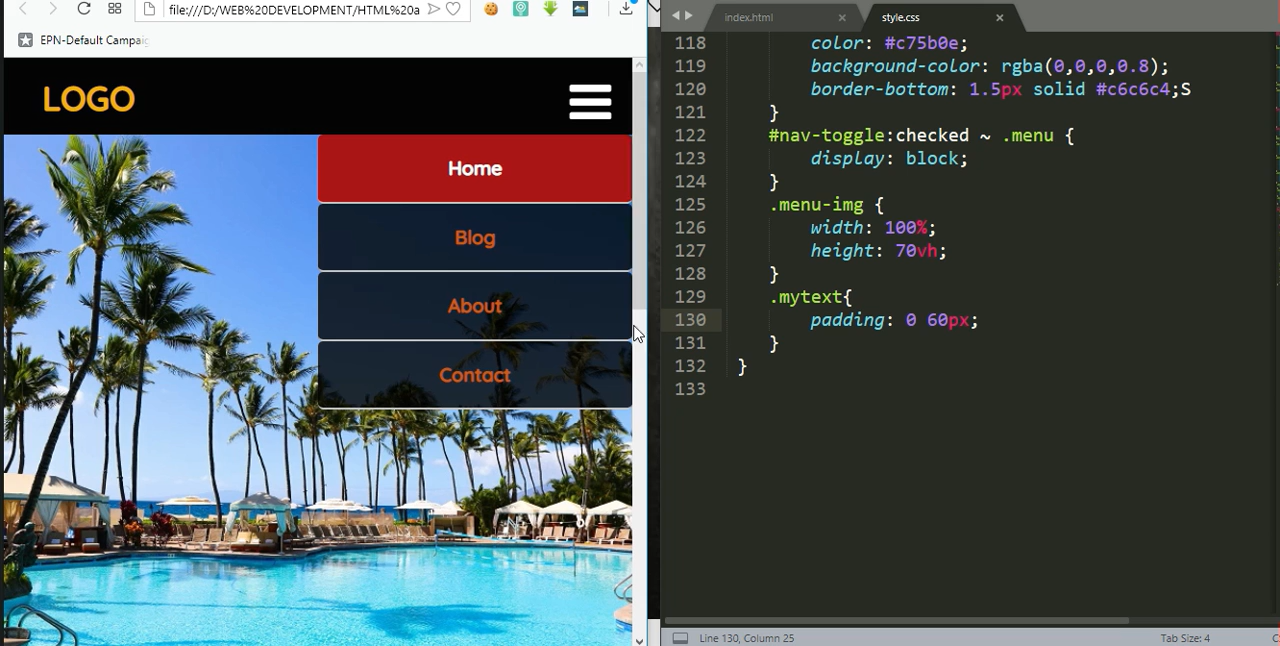 file:///D:/WEB%20DEVELOPMENT/HTML%20a
EPN-Default Campaig
LOGO
Home
Blog
About
Contact
index.html
style.css
118 color: #c75b0e;
119 background-color: rgba(0,0,0,0.8);
120 border-bottom: 1.5px solid #c6c6c4;S
121 }
122 #nav-toggle:checked ~ .menu {
123 display: block;
124 }
125 .menu-img {
126 width: 100%;
127 height: 70vh;
128 }
129 .mytext{
130 padding: 0 60px;
131 }
132 }
133
Line 130, Column 25
Tab Size: 4